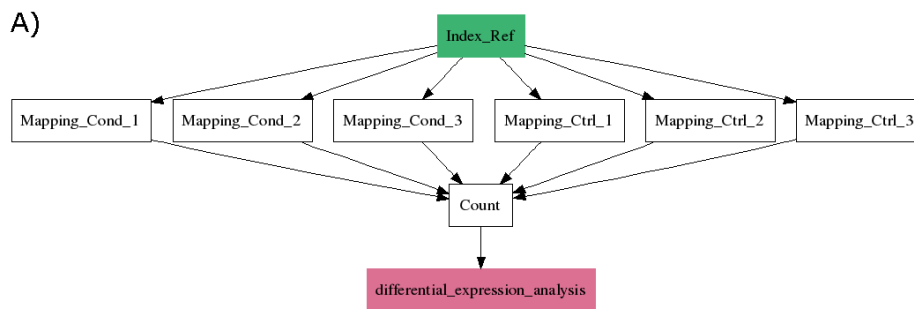 A)
Index_Ref
Mapping_Cond_1
Mapping_Cond_2
Mapping_Cond_3
Mapping_Ctrl_1
Mapping_Ctrl_2
Mapping_Ctrl_3
Count
differential_expression_analysis